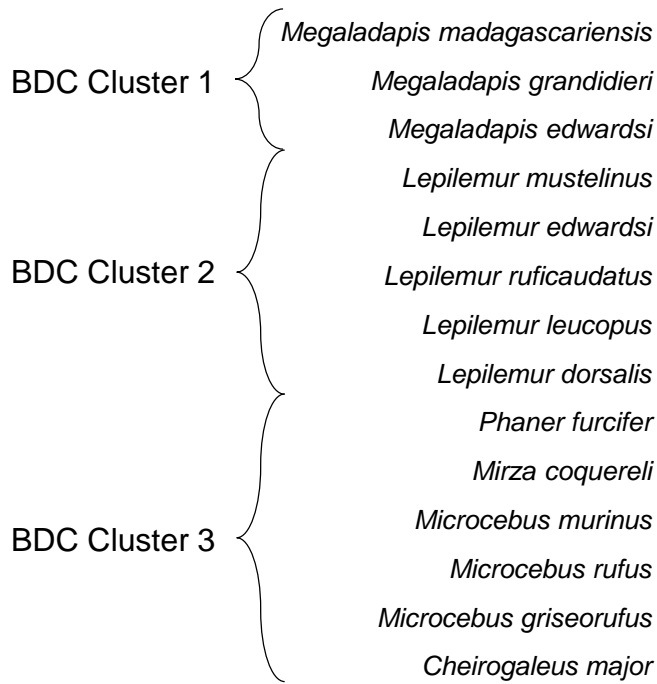 Megaladapis madagascariensis
BDC Cluster 1
Megaladapis grandidieri
Megaladapis edwardsi
Lepilemur mustelinus
Lepilemur edwardsi
BDC Cluster 2
Lepilemur ruficaudatus
Lepilemur leucopus
Lepilemur dorsalis
Phaner furcifer
Mirza coquereli
Microcebus murinus
BDC Cluster 3
Microcebus rufus
Microcebus griseorufus
Cheirogaleus major